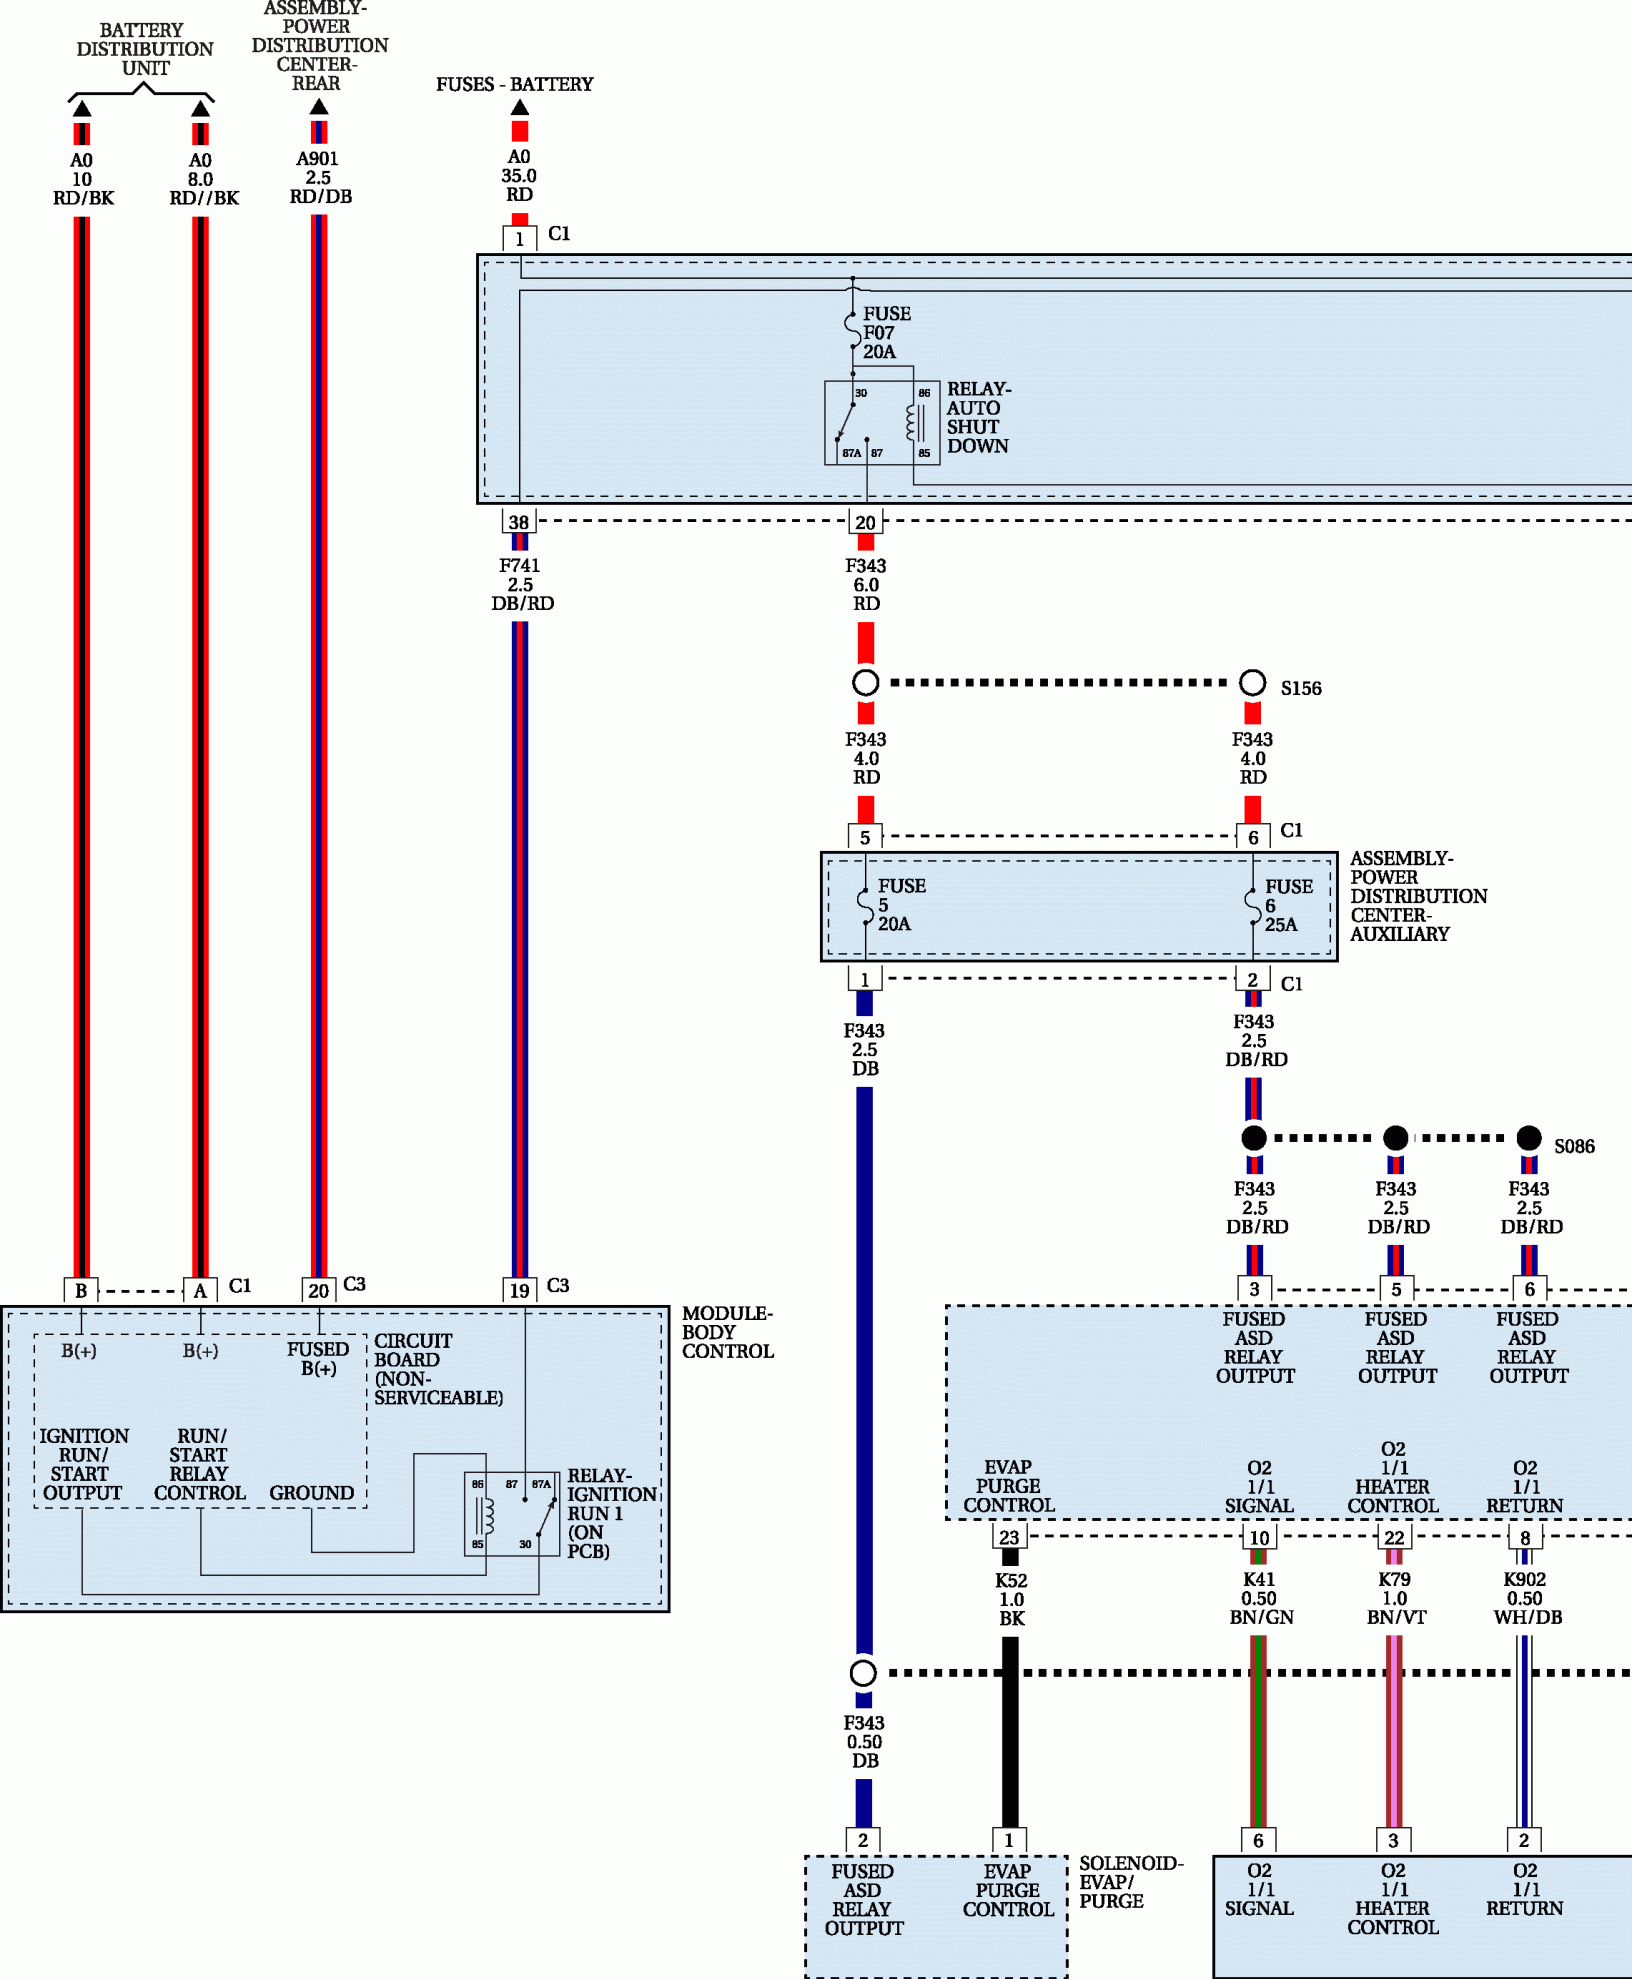 BATTERY
DISTRIBUTION
UNIT
ASSEMBLY-
POWER
DISTRIBUTION
CENTER-
REAR
FUSES - BATTERY
A0
10
RD/BK
A0
8.0
RD//BK
A901
2.5
RD/DB
A0
35.0
RD
1
C1
FUSE
F07
20A
30
86
87A
87
85
RELAY-
AUTO
SHUT
DOWN
38
20
F741
2.5
DB/RD
F343
6.0
RD
S156
F343
4.0
RD
F343
4.0
RD
5
6
C1
FUSE
5
20A
FUSE
6
25A
ASSEMBLY-
POWER
DISTRIBUTION
CENTER-
AUXILIARY
1
2
C1
F343
2.5
DB
F343
2.5
DB/RD
S086
F343
2.5
DB/RD
F343
2.5
DB/RD
F343
2.5
DB/RD
B
A
C1
20
C3
19
C3
3
5
6
MODULE-
BODY
CONTROL
B(+)
B(+)
FUSED
B(+)
CIRCUIT
BOARD
(NON-
SERVICEABLE)
IGNITION
RUN/
START
OUTPUT
RUN/
START
RELAY
CONTROL
GROUND
86
87
87A
85
30
RELAY-
IGNITION
RUN 1
(ON
PCB)
FUSED
ASD
RELAY
OUTPUT
FUSED
ASD
RELAY
OUTPUT
FUSED
ASD
RELAY
OUTPUT
EVAP
PURGE
CONTROL
O2
1/1
SIGNAL
O2
1/1
HEATER
CONTROL
O2
1/1
RETURN
23
10
22
8
K52
1.0
BK
K41
0.50
BN/GN
K79
1.0
BN/VT
K902
0.50
WH/DB
F343
0.50
DB
2
1
6
3
2
FUSED
ASD
RELAY
OUTPUT
EVAP
PURGE
CONTROL
SOLENOID-
EVAP/
PURGE
O2
1/1
SIGNAL
O2
1/1
HEATER
CONTROL
O2
1/1
RETURN